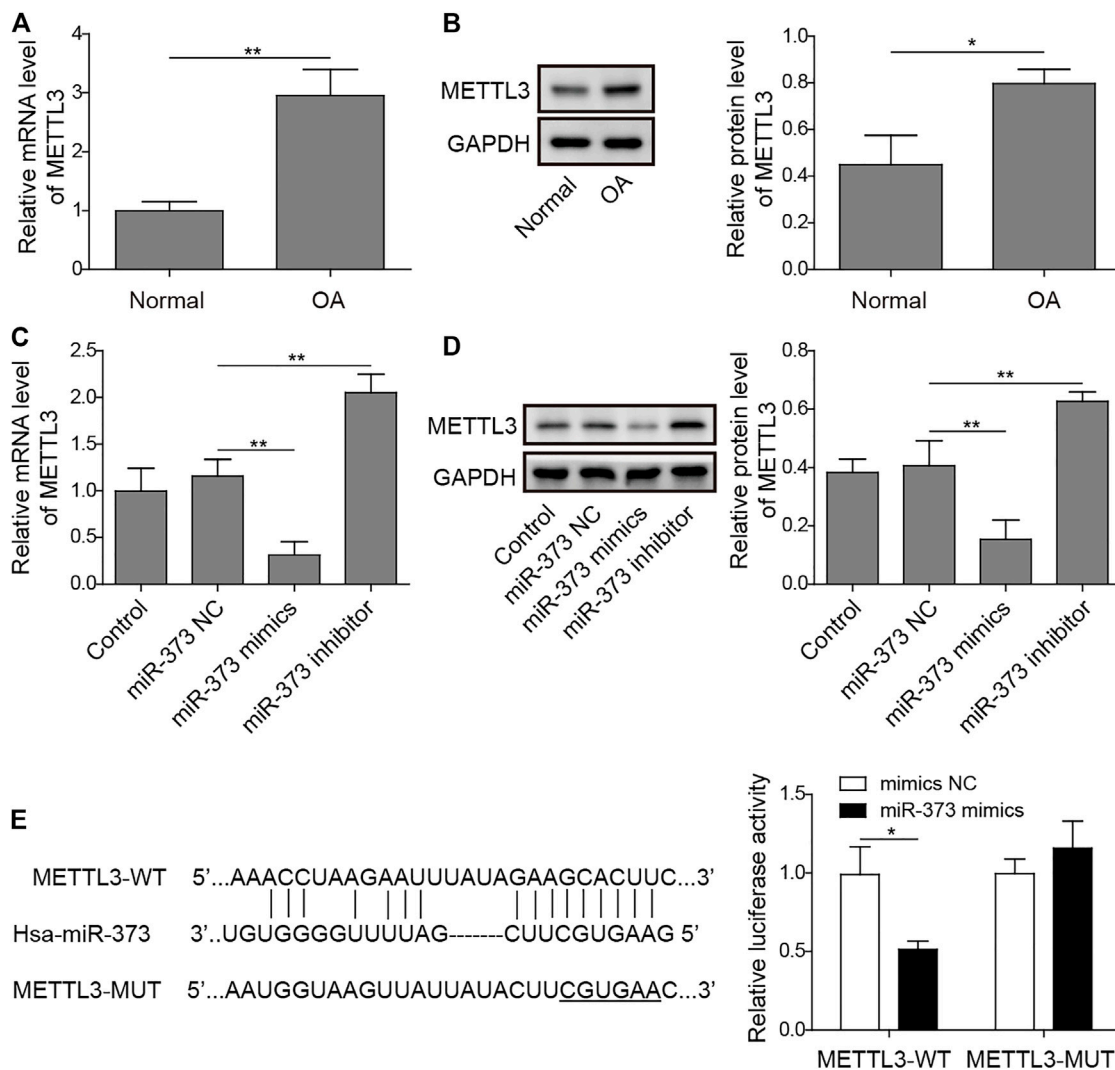 A
Relative mRNA level
of METTL3
4
3
2
1
0
**
Normal
OA
B
METTL3
GAPDH
Normal
OA
Relative protein level
of METTL3
1.0
0.8
0.6
0.4
0.2
0.0
*
Normal
OA
C
Relative mRNA level
of METTL3
2.5
2.0
1.5
1.0
0.5
0.0
**
**
Control
miR-373 NC
miR-373 mimics
miR-373 inhibitor
D
METTL3
GAPDH
Control
miR-373 NC
miR-373 mimics
miR-373 inhibitor
Relative protein level
of METTL3
0.8
0.6
0.4
0.2
0.0
**
**
Control
miR-373 NC
miR-373 mimics
miR-373 inhibitor
E
METTL3-WT 5’...AAACCUAAGAAUUUAUAGAAGCACUUC...3’
Hsa-miR-373 3’..UGUGGGGUUUUAG-------CUUCGUGAAG 5’
METTL3-MUT 5’...AAUGGUAAGUUAUUAUACUUCGUGAAC...3’
Relative luciferase activity
1.5
1.0
0.5
0.0
mimics NC
miR-373 mimics
*
METTL3-WT
METTL3-MUT